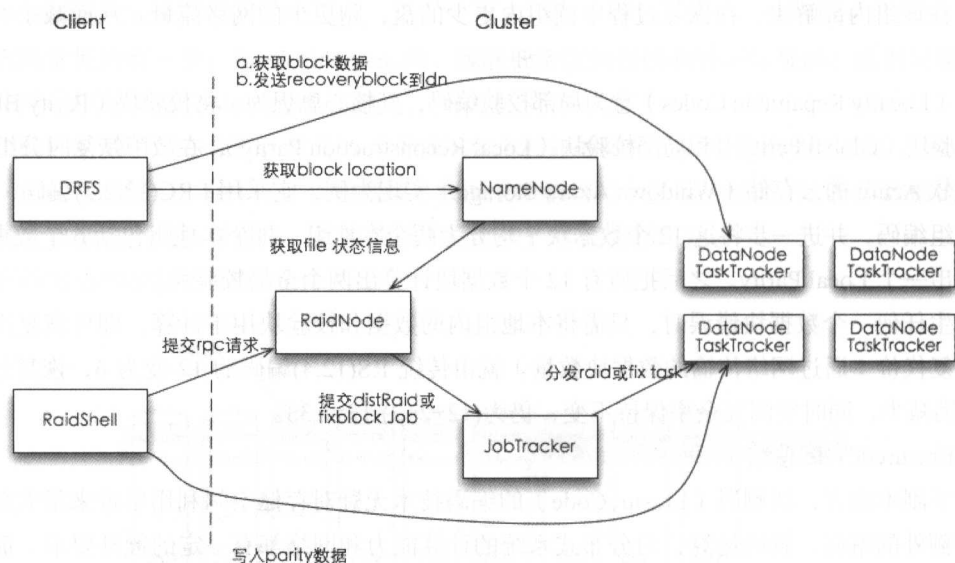 Client
Cluster
a.获取block数据
b.发送recoveryblock到dn
DRFS
获取block location
NameNode
获取file 状态信息
DataNode
TaskTracker
DataNode
TaskTracker
RaidNode
DataNode
TaskTracker
DataNode
TaskTracker
提交rpc请求
分发raid或fix task
RaidShell
提交distRaid或
fixblock Job
JobTracker
写入parity数据